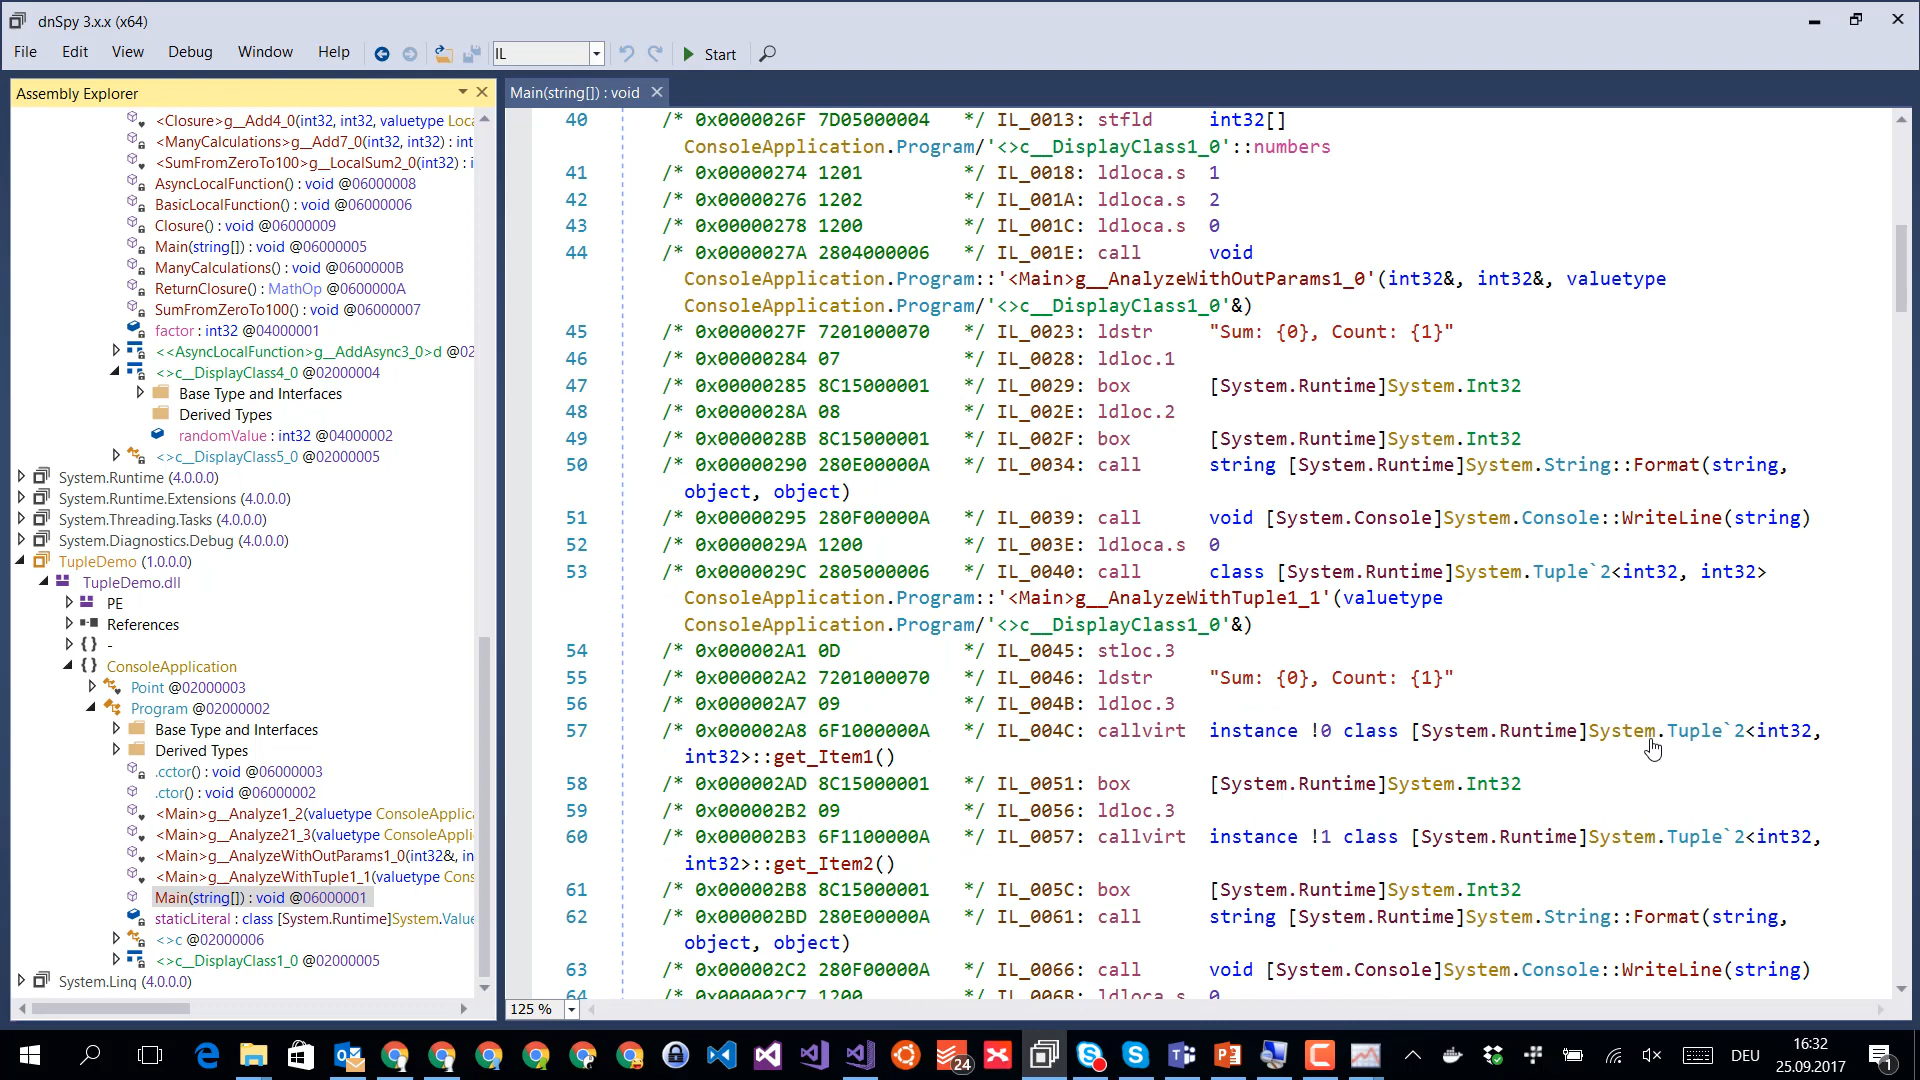 dnSpy 3.x.x (x64)
File Edit View Debug Window Help IL Start
Assembly Explorer
<Closure>g__Add4_0(int32, int32, valuetype Loca
<ManyCalculations>g__Add7_0(int32, int32) : int
<SumFromZeroTo100>g__LocalSum2_0(int32) : i
AsyncLocalFunction() : void @06000008
BasicLocalFunction() : void @06000006
Closure() : void @06000009
Main(string[]) : void @06000005
ManyCalculations() : void @0600000B
ReturnClosure() : MathOp @0600000A
SumFromZeroTo100() : void @06000007
factor : int32 @04000001
<<AsyncLocalFunction>g__AddAsync3_0>d @02
<>c__DisplayClass4_0 @02000004
Base Type and Interfaces
Derived Types
randomValue : int32 @04000002
<>c__DisplayClass5_0 @02000005
System.Runtime (4.0.0.0)
System.Runtime.Extensions (4.0.0.0)
System.Threading.Tasks (4.0.0.0)
System.Diagnostics.Debug (4.0.0.0)
TupleDemo (1.0.0.0)
TupleDemo.dll
PE
References
{ } -
{ } ConsoleApplication
Point @02000003
Program @02000002
Base Type and Interfaces
Derived Types
.cctor() : void @06000003
.ctor() : void @06000002
<Main>g__Analyze1_2(valuetype ConsoleApplica
<Main>g__Analyze21_3(valuetype ConsoleAppli
<Main>g__AnalyzeWithOutParams1_0(int32&, in
<Main>g__AnalyzeWithTuple1_1(valuetype Cons
Main(string[]) : void @06000001
staticLiteral : class [System.Runtime]System.Value
<>c @02000006
<>c__DisplayClass1_0 @02000005
System.Linq (4.0.0.0)
Main(string[]) : void
40 /* 0x0000026F 7D05000004 */ IL_0013: stfld int32[]
ConsoleApplication.Program/'<>c__DisplayClass1_0'::numbers
41 /* 0x00000274 1201 */ IL_0018: ldloca.s 1
42 /* 0x00000276 1202 */ IL_001A: ldloca.s 2
43 /* 0x00000278 1200 */ IL_001C: ldloca.s 0
44 /* 0x0000027A 2804000006 */ IL_001E: call void
ConsoleApplication.Program::'<Main>g__AnalyzeWithOutParams1_0'(int32&, int32&, valuetype
ConsoleApplication.Program/'<>c__DisplayClass1_0'&)
45 /* 0x0000027F 7201000070 */ IL_0023: ldstr "Sum: {0}, Count: {1}"
46 /* 0x00000284 07 */ IL_0028: ldloc.1
47 /* 0x00000285 8C15000001 */ IL_0029: box [System.Runtime]System.Int32
48 /* 0x0000028A 08 */ IL_002E: ldloc.2
49 /* 0x0000028B 8C15000001 */ IL_002F: box [System.Runtime]System.Int32
50 /* 0x00000290 280E00000A */ IL_0034: call string [System.Runtime]System.String::Format(string,
object, object)
51 /* 0x00000295 280F00000A */ IL_0039: call void [System.Console]System.Console::WriteLine(string)
52 /* 0x0000029A 1200 */ IL_003E: ldloca.s 0
53 /* 0x0000029C 2805000006 */ IL_0040: call class [System.Runtime]System.Tuple`2<int32, int32>
ConsoleApplication.Program::'<Main>g__AnalyzeWithTuple1_1'(valuetype
ConsoleApplication.Program/'<>c__DisplayClass1_0'&)
54 /* 0x000002A1 0D */ IL_0045: stloc.3
55 /* 0x000002A2 7201000070 */ IL_0046: ldstr "Sum: {0}, Count: {1}"
56 /* 0x000002A7 09 */ IL_004B: ldloc.3
57 /* 0x000002A8 6F1000000A */ IL_004C: callvirt instance !0 class [System.Runtime]System.Tuple`2<int32,
int32>::get_Item1()
58 /* 0x000002AD 8C15000001 */ IL_0051: box [System.Runtime]System.Int32
59 /* 0x000002B2 09 */ IL_0056: ldloc.3
60 /* 0x000002B3 6F1100000A */ IL_0057: callvirt instance !1 class [System.Runtime]System.Tuple`2<int32,
int32>::get_Item2()
61 /* 0x000002B8 8C15000001 */ IL_005C: box [System.Runtime]System.Int32
62 /* 0x000002BD 280E00000A */ IL_0061: call string [System.Runtime]System.String::Format(string,
object, object)
63 /* 0x000002C2 280F00000A */ IL_0066: call void [System.Console]System.Console::WriteLine(string)
64 /* 0x000002C7 1200 */ IL_006B: ldloca.s 0
125 %
24
DEU
16:32
25.09.2017
1